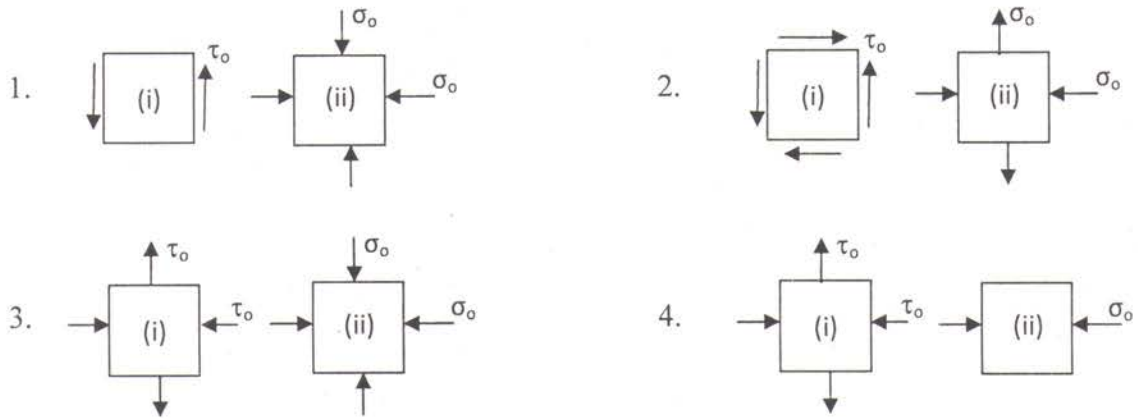 σₒ σₒ
1. (i) τₒ (ii) σₒ 2. (i) τₒ (ii) σₒ
τₒ σₒ τₒ
3. (i) τₒ (ii) σₒ 4. (i) τₒ (ii) σₒ